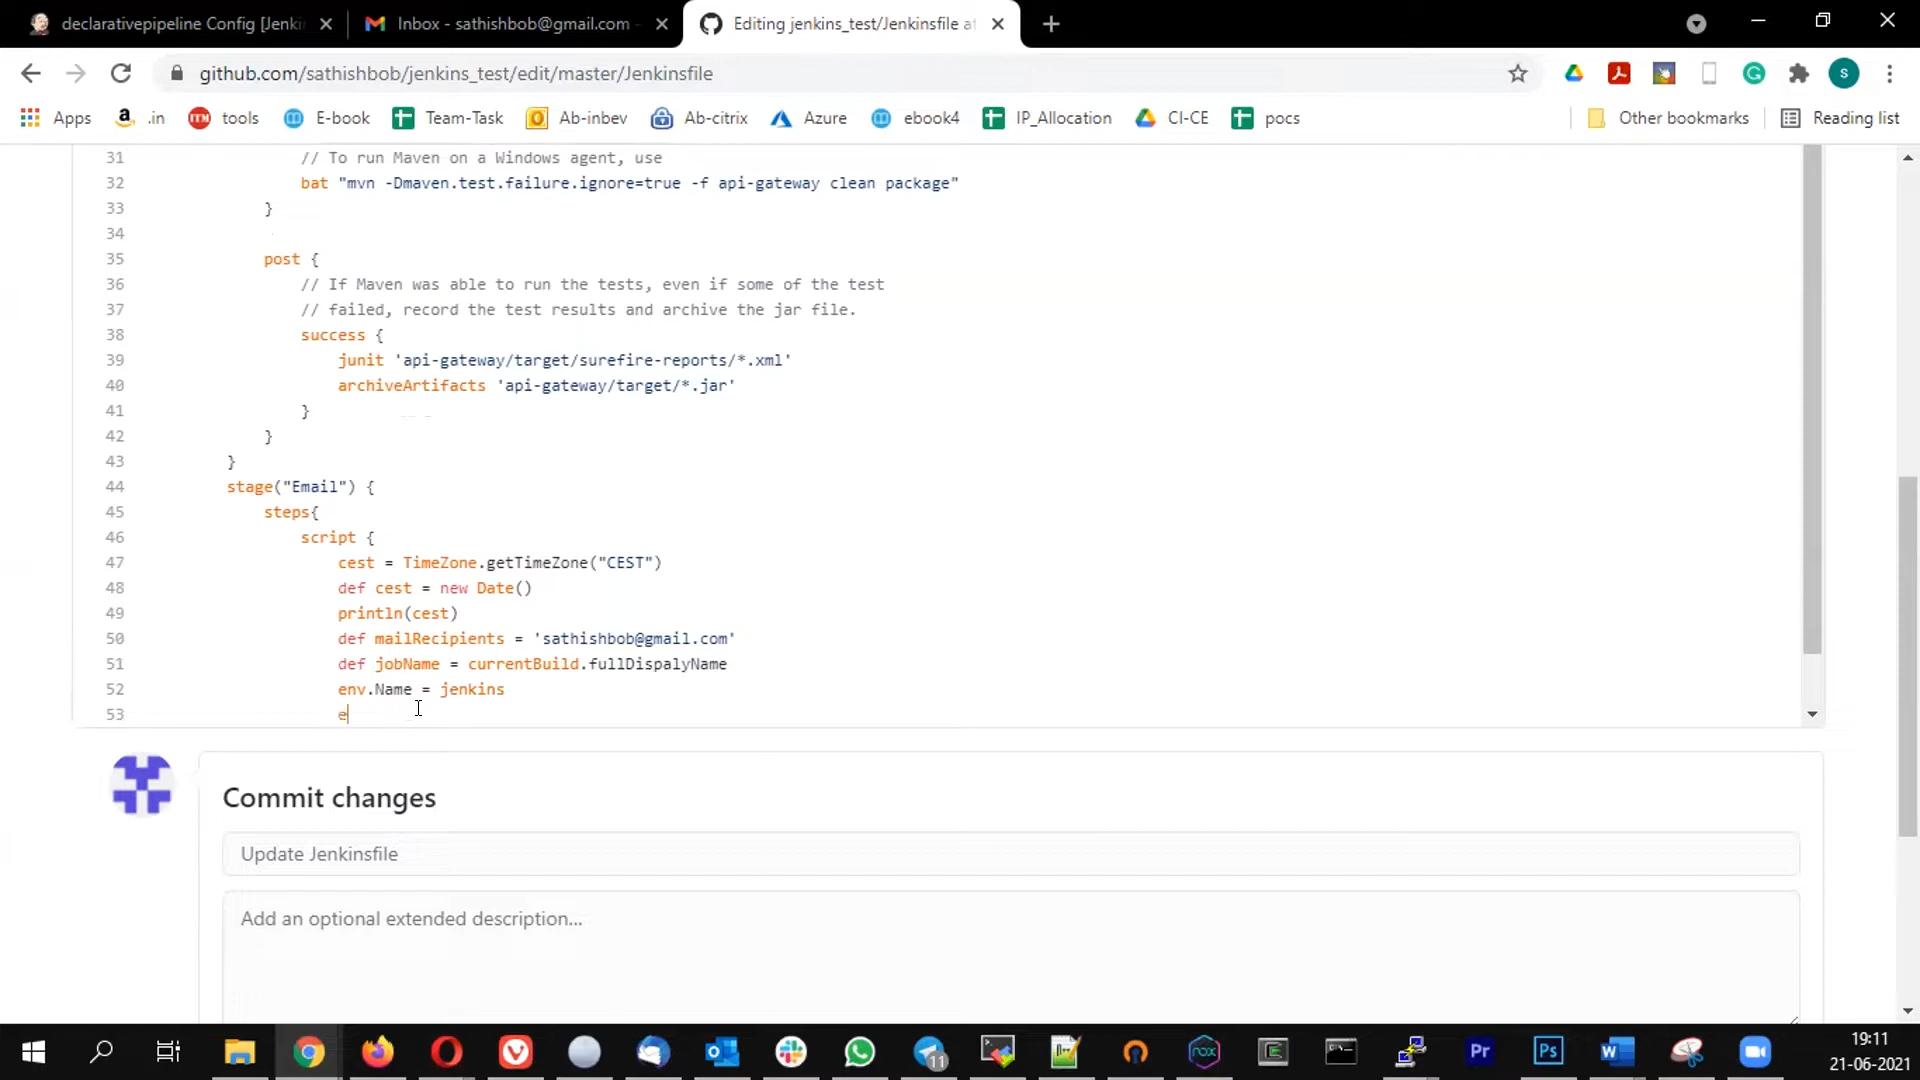 declarativepipeline Config [Jenki
Inbox - sathishbob@gmail.com -
Editing jenkins_test/Jenkinsfile at
github.com/sathishbob/jenkins_test/edit/master/Jenkinsfile
s
Apps
.in
ITM
tools
E-book
Team-Task
Ab-inbev
Ab-citrix
Azure
ebook4
IP_Allocation
CI-CE
pocs
Other bookmarks
Reading list
31 // To run Maven on a Windows agent, use
32 bat "mvn -Dmaven.test.failure.ignore=true -f api-gateway clean package"
33 }
34
35 post {
36 // If Maven was able to run the tests, even if some of the test
37 // failed, record the test results and archive the jar file.
38 success {
39 junit 'api-gateway/target/surefire-reports/*.xml'
40 archiveArtifacts 'api-gateway/target/*.jar'
41 }
42 }
43 }
44 stage("Email") {
45 steps{
46 script {
47 cest = TimeZone.getTimeZone("CEST")
48 def cest = new Date()
49 println(cest)
50 def mailRecipients = 'sathishbob@gmail.com'
51 def jobName = currentBuild.fullDispalyName
52 env.Name = jenkins
53 e
Commit changes
Update Jenkinsfile
Add an optional extended description...
11
nox
Pr
Ps
W
19:11
21-06-2021